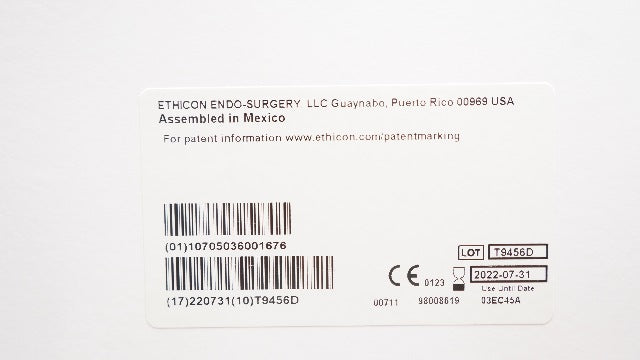 ETHICON ENDO-SURGERY LLC Guaynabo, Puerto Rico 00969 USA
Assembled in Mexico
For patent information www.ethicon.com/patentmarking
(01)10705036001676
LOT T9456D
CE 0123 2022-07-31
Use Until Date
(17)220731(10)T9456D 00711 98008619 03EC45A